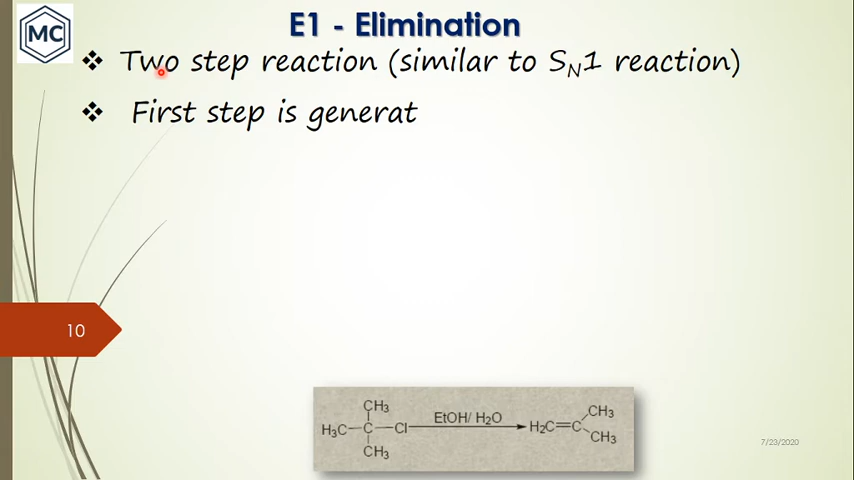 MC
E1 - Elimination
❖ Two step reaction (similar to SN1 reaction)
❖ First step is generat
10
CH3
H3C—C—Cl
CH3
EtOH/ H2O
H2C=C
CH3
CH3
7/23/2020